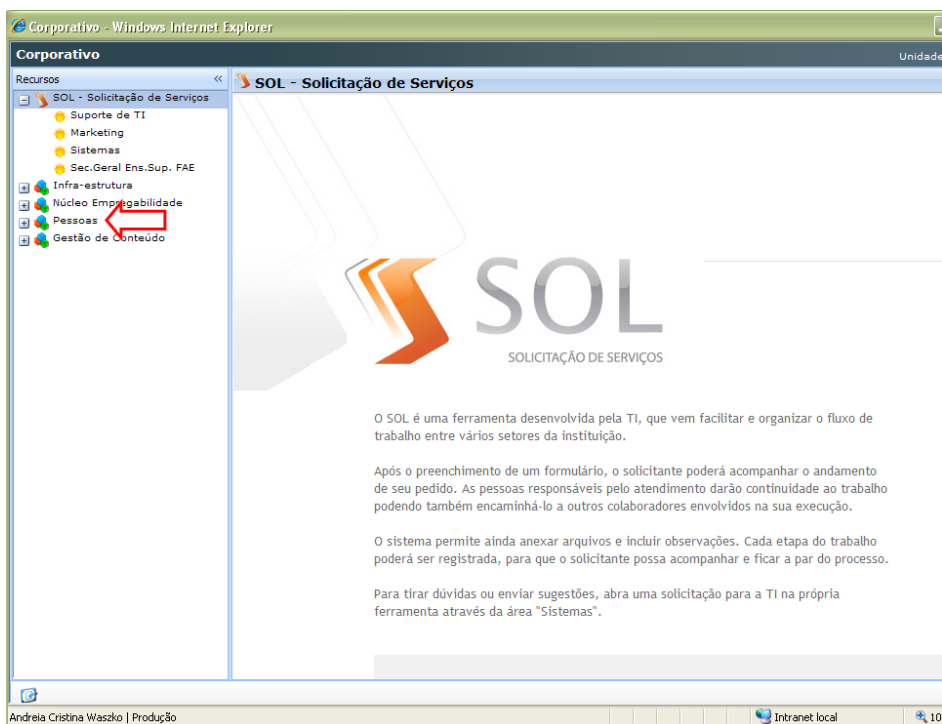 Corporativo - Windows Internet Explorer
Corporativo
Unidade
Recursos «
SOL - Solicitação de Serviços
Suporte de TI
Marketing
Sistemas
Sec.Geral Ens.Sup. FAE
Infra-estrutura
Núcleo Empregabilidade
Pessoas
Gestão de Conteúdo
SOL - Solicitação de Serviços
SOL
SOLICITAÇÃO DE SERVIÇOS
O SOL é uma ferramenta desenvolvida pela TI, que vem facilitar e organizar o fluxo de
trabalho entre vários setores da instituição.
Após o preenchimento de um formulário, o solicitante poderá acompanhar o andamento
de seu pedido. As pessoas responsáveis pelo atendimento darão continuidade ao trabalho
podendo também encaminhá-lo a outros colaboradores envolvidos na sua execução.
O sistema permite ainda anexar arquivos e incluir observações. Cada etapa do trabalho
poderá ser registrada, para que o solicitante possa acompanhar e ficar a par do processo.
Para tirar dúvidas ou enviar sugestões, abra uma solicitação para a TI na própria
ferramenta através da área "Sistemas".
Andreia Cristina Waszko | Produção
Intranet local
10